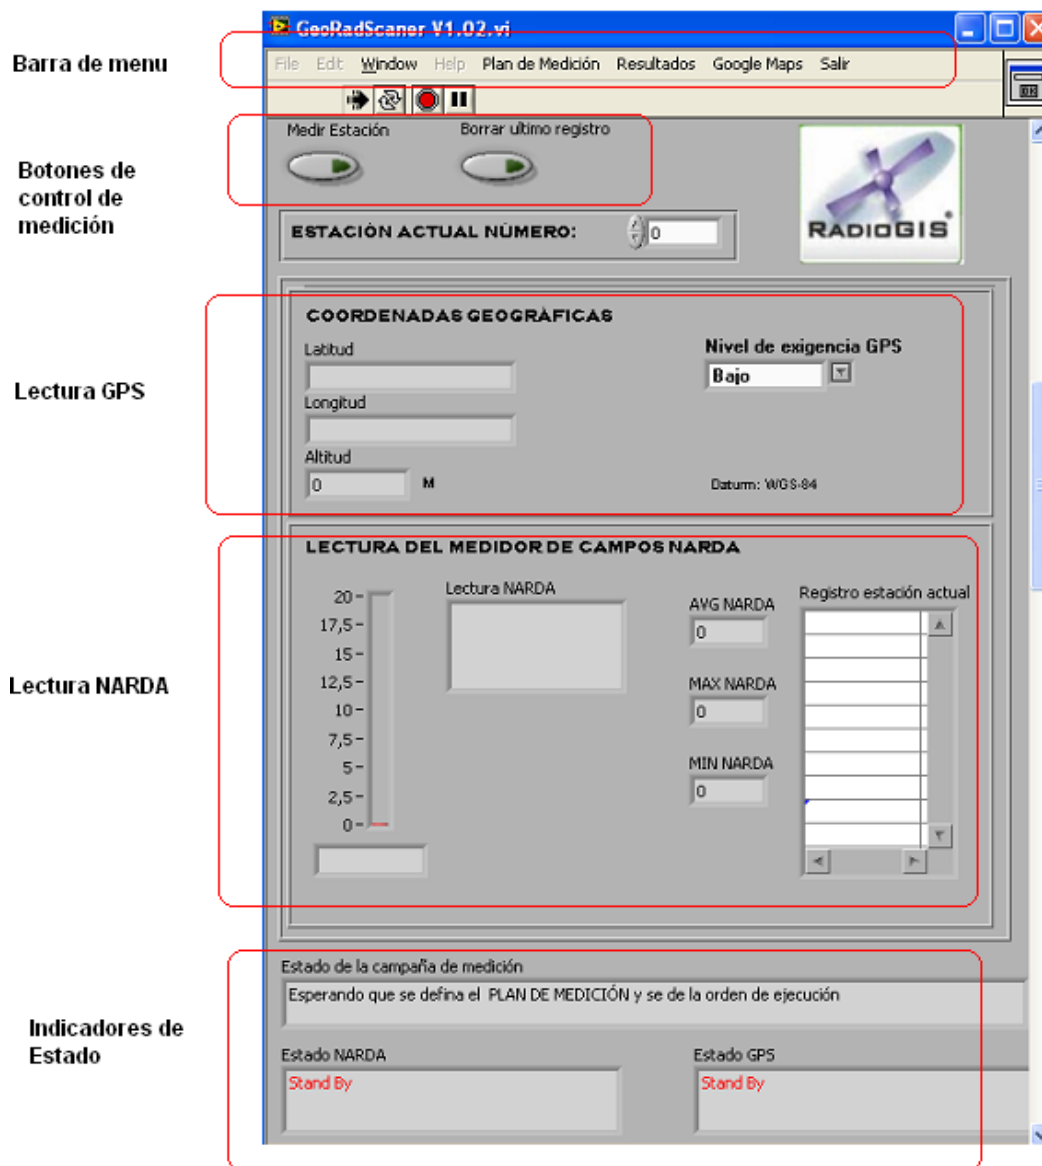 GeoRadScaner V1.02.vi
Barra de menu
File Edit Window Help Plan de Medición Resultados Google Maps Salir
Medir Estación Borrar ultimo registro
Botones de
control de
medición
ESTACIÓN ACTUAL NÚMERO: 0
RADIOGIS
COORDENADAS GEOGRÁFICAS
Latitud
Nivel de exigencia GPS
Bajo
Lectura GPS
Longitud
Altitud
0 M
Daturm: WGS-84
LECTURA DEL MEDIDOR DE CAMPOS NARDA
Lectura NARDA
Registro estación actual
AVG NARDA
0
MAX NARDA
0
MIN NARDA
0
20
17,5
15
12,5
10
7,5
5
2,5
0
Lectura NARDA
Estado de la campaña de medición
Esperando que se defina el PLAN DE MEDICIÓN y se de la orden de ejecución
Indicadores de
Estado
Estado NARDA Estado GPS
Stand By Stand By